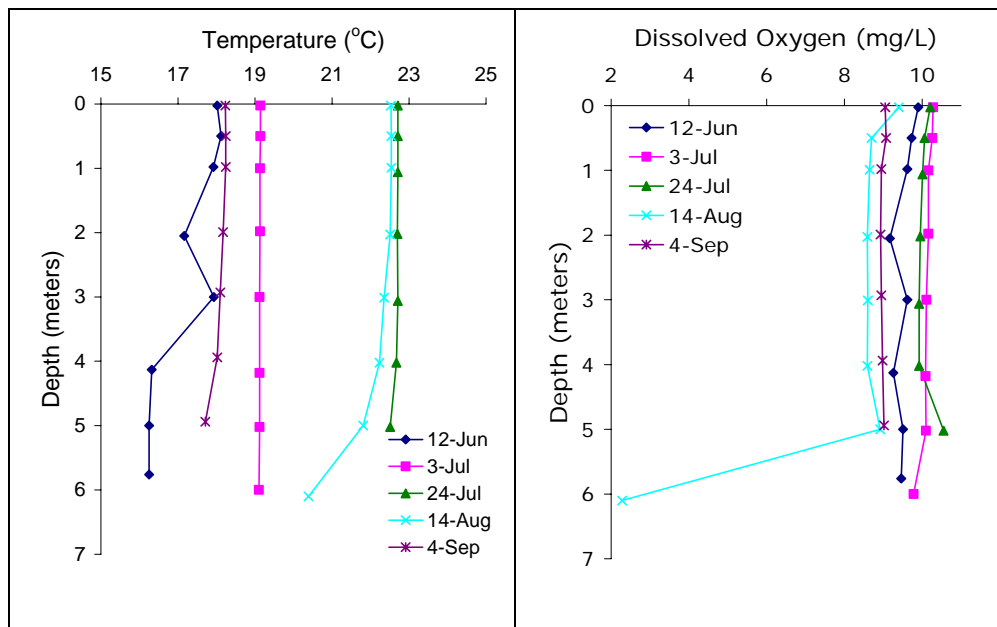 Temperature (°C)
15 17 19 21 23 25
0
1
2
3
4
5
6
7
Depth (meters)
12-Jun
3-Jul
24-Jul
14-Aug
4-Sep
Dissolved Oxygen (mg/L)
2 4 6 8 10
0
1
2
3
4
5
6
7
Depth (meters)
12-Jun
3-Jul
24-Jul
14-Aug
4-Sep